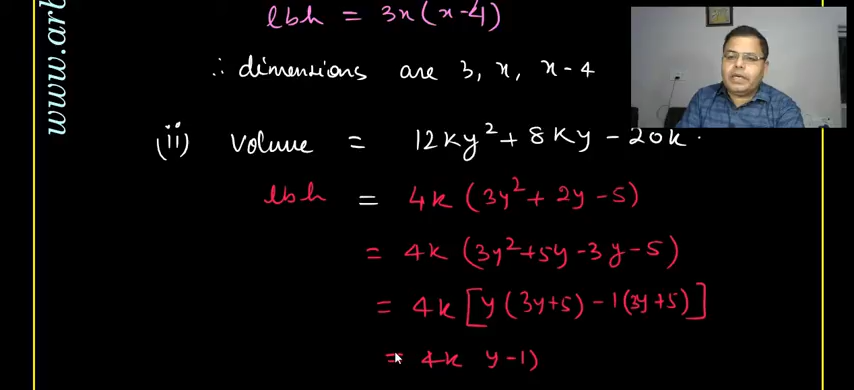 lbh = 3x(x-4)
∴ dimensions are 3, x, x-4
www.arb
(ii) Volume = 12Ky² + 8Ky - 20K.
lbh = 4K (3y² + 2y - 5)
= 4K (3y² + 5y - 3y - 5)
= 4K [y (3y+5) - 1 (3y+5)]
= 4K y-1)